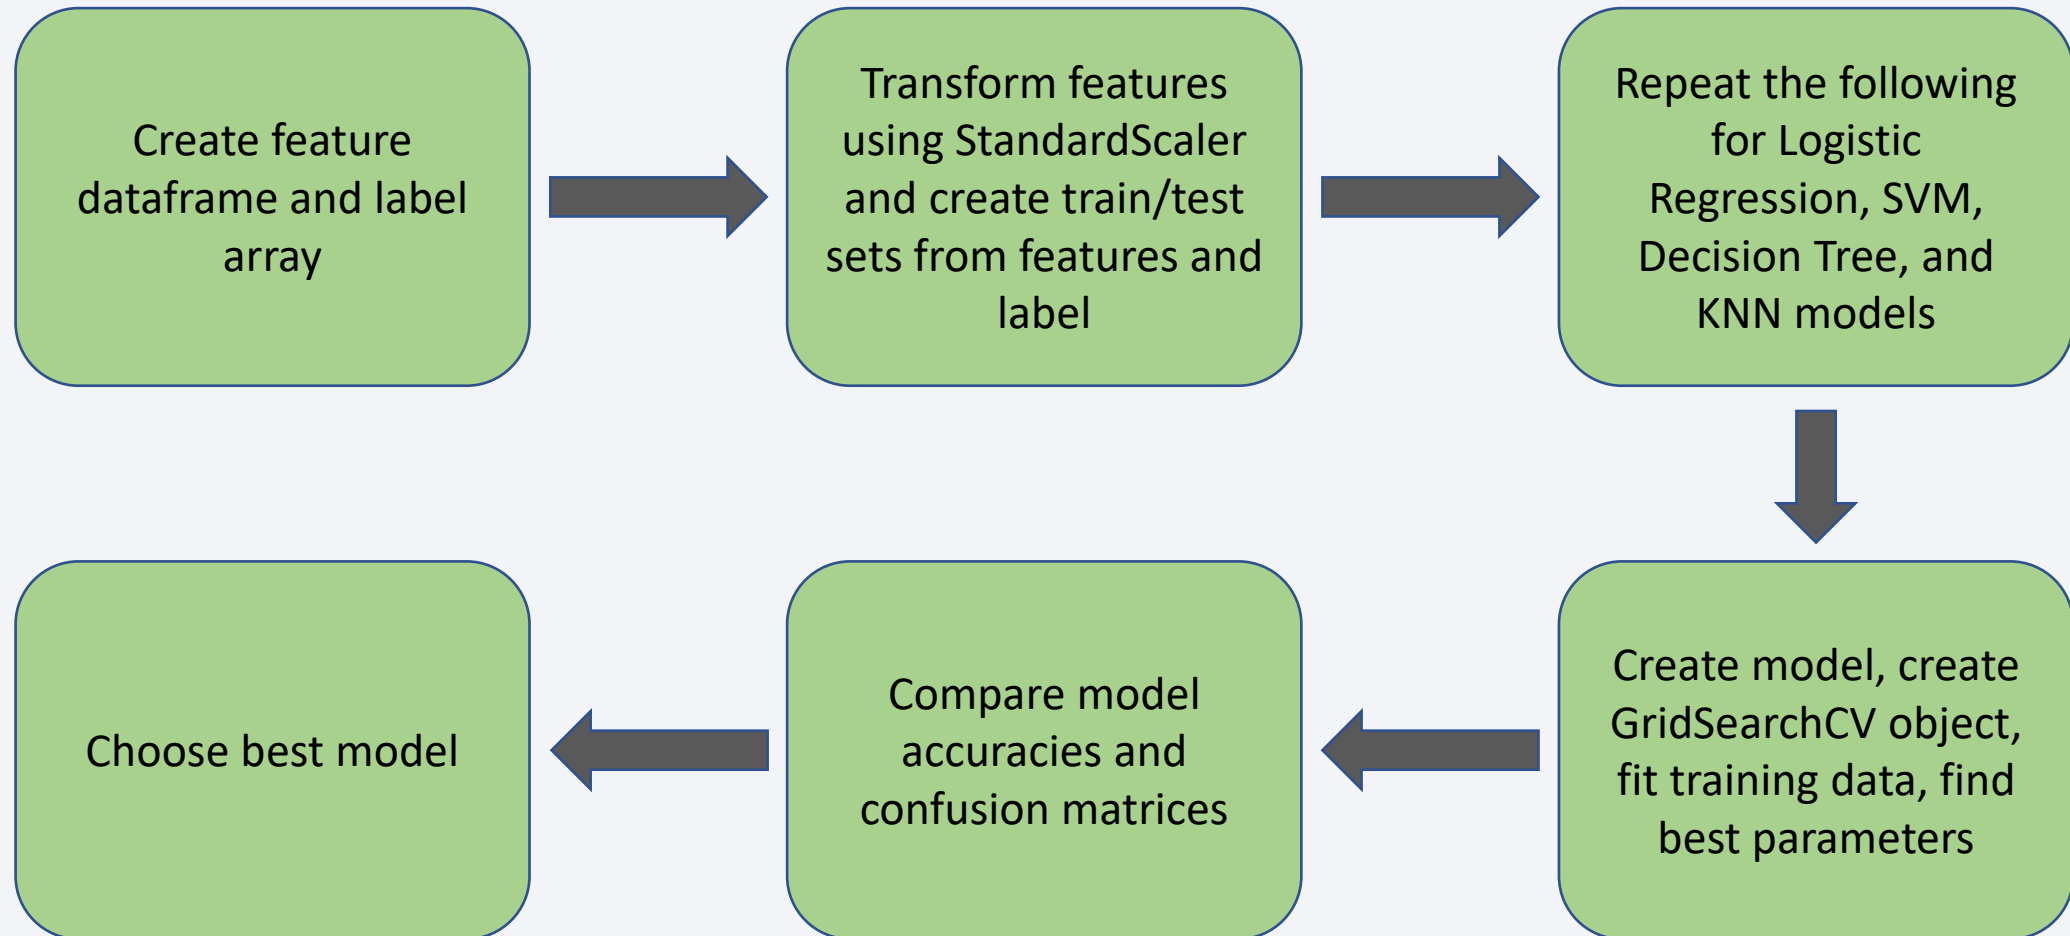 Create feature
dataframe and label
array
Transform features
using StandardScaler
and create train/test
sets from features and
label
Repeat the following
for Logistic
Regression, SVM,
Decision Tree, and
KNN models
Create model, create
GridSearchCV object,
fit training data, find
best parameters
Compare model
accuracies and
confusion matrices
Choose best model